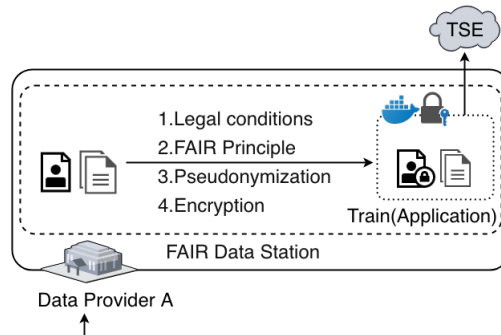 TSE
1.Legal conditions
2.FAIR Principle
3.Pseudonymization
4.Encryption
Train(Application)
FAIR Data Station
Data Provider A